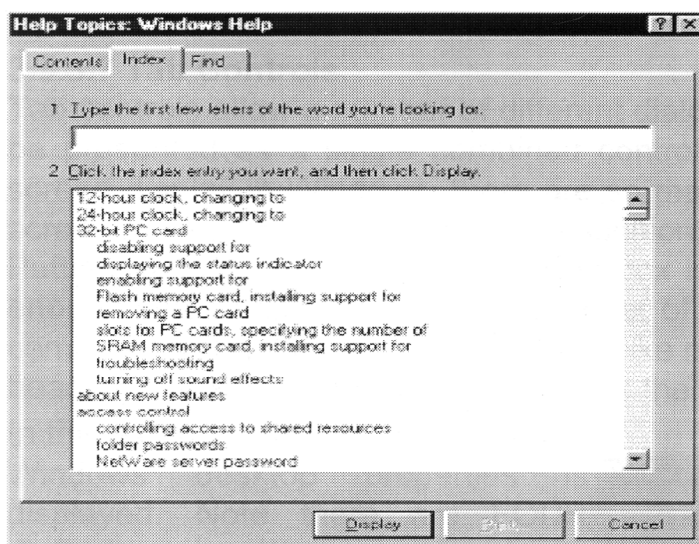 Help Topics: Windows Help
Contents Index Find
1 Type the first few letters of the word you're looking for.
2 Click the index entry you want, and then click Display.
12-hour clock, changing to
24-hour clock, changing to
32-bit PC card
disabling support for
displaying the status indicator
enabling support for
Flash memory card, installing support for
removing a PC card
slots for PC cards, specifying the number of
SRAM memory card, installing support for
troubleshooting
turning off sound effects
about new features
access control
controlling access to shared resources
folder passwords
NetWare server password
Display Cancel